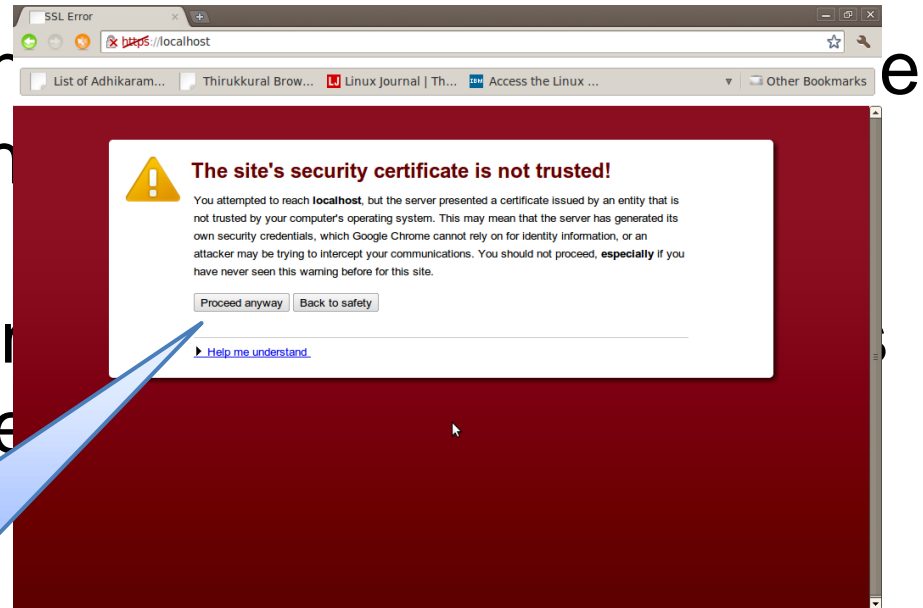 SSL Error
https://localhost
List of Adhikaram... Thirukkural Brow... LJ Linux Journal | Th... IBM Access the Linux ... Other Bookmarks
The site's security certificate is not trusted!
You attempted to reach localhost, but the server presented a certificate issued by an entity that is
not trusted by your computer's operating system. This may mean that the server has generated its
own security credentials, which Google Chrome cannot rely on for identity information, or an
attacker may be trying to intercept your communications. You should not proceed, especially if you
have never seen this warning before for this site.
Proceed anyway Back to safety
Help me understand